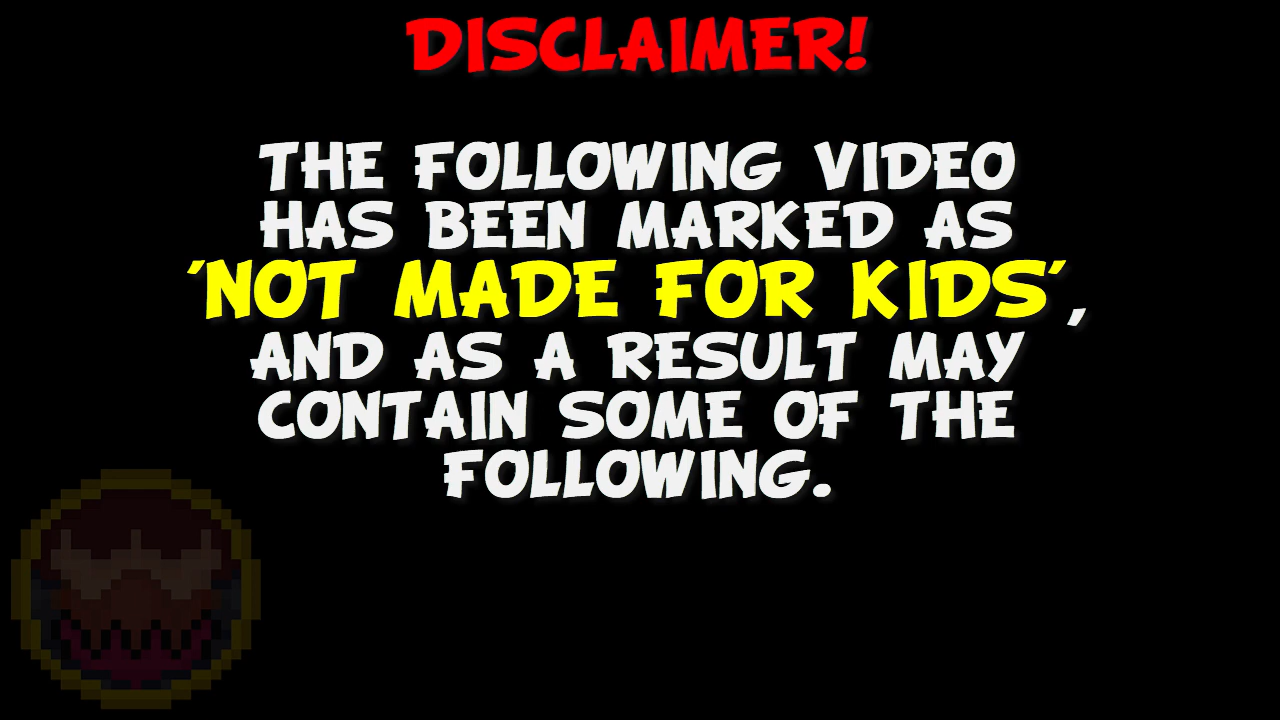 DISCLAIMER!
THE FOLLOWING VIDEO
HAS BEEN MARKED AS
'NOT MADE FOR KIDS',
AND AS A RESULT MAY
CONTAIN SOME OF THE
FOLLOWING.